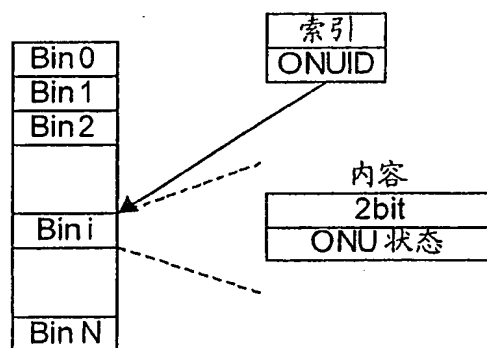 Bin 0
Bin 1
Bin 2
Bin i
Bin N
索引
ONUID
内容
2bit
ONU 状态